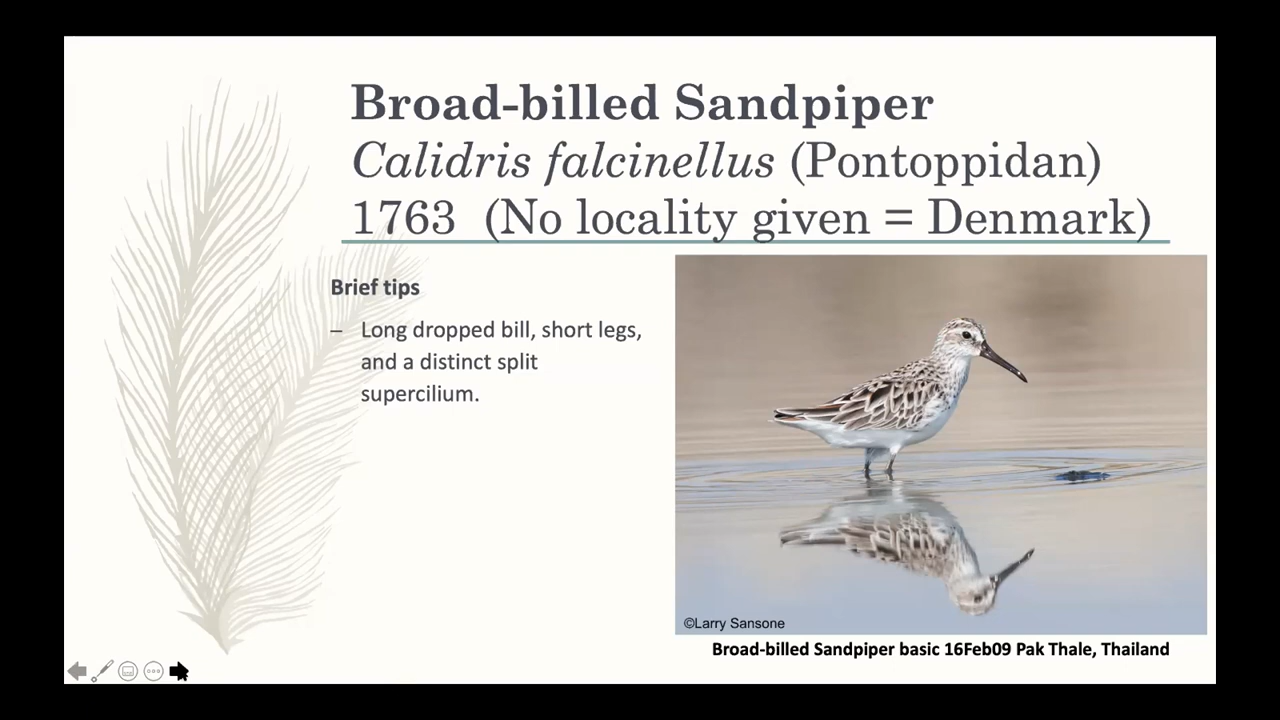 Broad-billed Sandpiper
Calidris falcinellus (Pontoppidan)
1763 (No locality given = Denmark)
Brief tips
– Long dropped bill, short legs,
and a distinct split
supercilium.
©Larry Sansone
Broad-billed Sandpiper basic 16Feb09 Pak Thale, Thailand